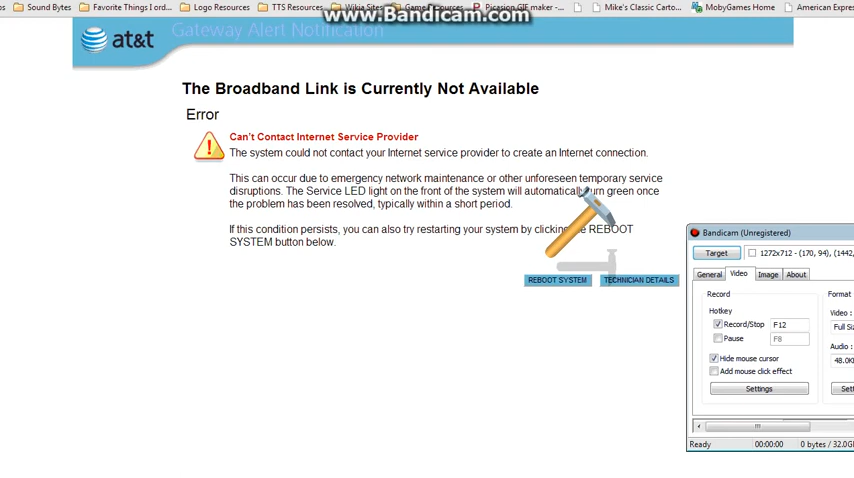 www.Bandicam.com
Sound Bytes
Favorite Things I ord...
Logo Resources
TTS Resources
Wikia Sites
Picasion GIF maker -...
Mike's Classic Carto...
MobyGames Home
American Expres
at&t
Gateway Alert Notification
The Broadband Link is Currently Not Available
Error
Can't Contact Internet Service Provider
The system could not contact your Internet service provider to create an Internet connection.
This can occur due to emergency network maintenance or other unforeseen temporary service
disruptions. The Service LED light on the front of the system will automatically turn green once
the problem has been resolved, typically within a short period.
If this condition persists, you can also try restarting your system by clicking REBOOT
SYSTEM button below.
REBOOT SYSTEM
TECHNICIAN DETAILS
Bandicam (Unregistered)
Target
1272x712 - (170, 94), (1442,
General
Video
Image
About
Record
Format
Hotkey
Video :
Record/Stop
F12
Full Siz
Pause
F8
Audio :
Hide mouse cursor
48.0K
Add mouse click effect
Settings
Sett
Ready
00:00:00
0 bytes / 32.0G